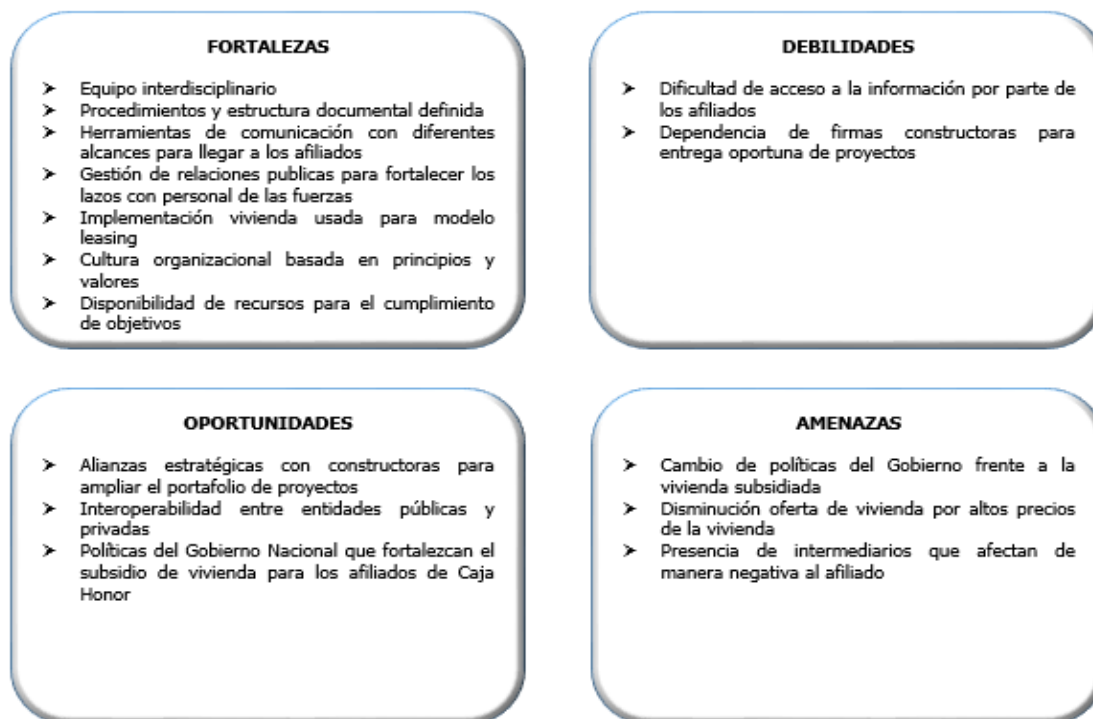 FORTALEZAS
➤ Equipo interdisciplinario
➤ Procedimientos y estructura documental definida
➤ Herramientas de comunicación con diferentes
alcances para llegar a los afiliados
➤ Gestión de relaciones publicas para fortalecer los
lazos con personal de las fuerzas
➤ Implementación vivienda usada para modelo
leasing
➤ Cultura organizacional basada en principios y
valores
➤ Disponibilidad de recursos para el cumplimiento
de objetivos
DEBILIDADES
➤ Dificultad de acceso a la información por parte de
los afiliados
➤ Dependencia de firmas constructoras para
entrega oportuna de proyectos
OPORTUNIDADES
➤ Alianzas estratégicas con constructoras para
ampliar el portafolio de proyectos
➤ Interoperabilidad entre entidades públicas y
privadas
➤ Políticas del Gobierno Nacional que fortalezcan el
subsidio de vivienda para los afiliados de Caja
Honor
AMENAZAS
➤ Cambio de políticas del Gobierno frente a la
vivienda subsidiada
➤ Disminución oferta de vivienda por altos precios
de la vivienda
➤ Presencia de intermediarios que afectan de
manera negativa al afiliado